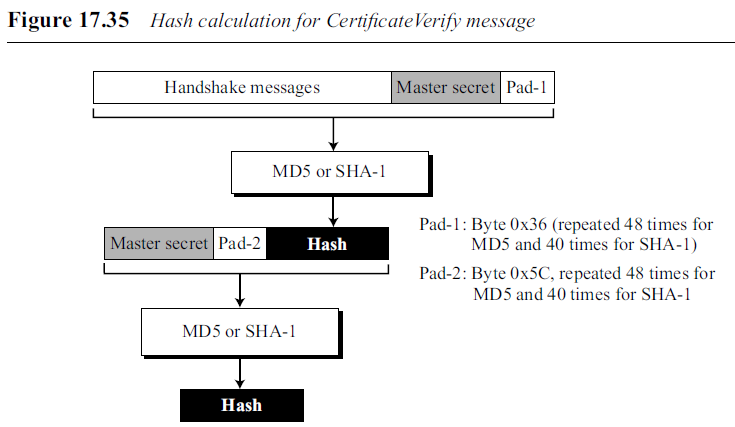 Figure 17.35 Hash calculation for CertificateVerify message
Handshake messages Master secret Pad-1
MD5 or SHA-1
Pad-1: Byte 0x36 (repeated 48 times for
MD5 and 40 times for SHA-1)
Master secret Pad-2 Hash
Pad-2: Byte 0x5C, repeated 48 times for
MD5 and 40 times for SHA-1
MD5 or SHA-1
Hash